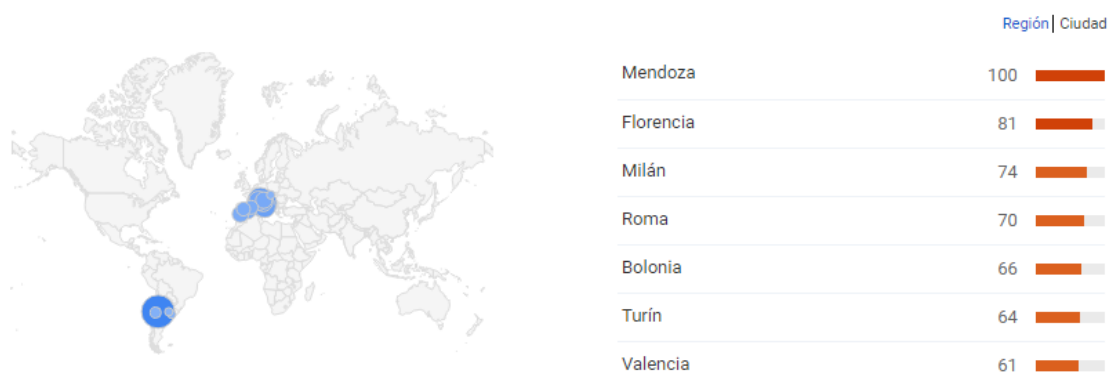 Región | Ciudad
Mendoza 100
Florencia 81
Milán 74
Roma 70
Bolonia 66
Turín 64
Valencia 61